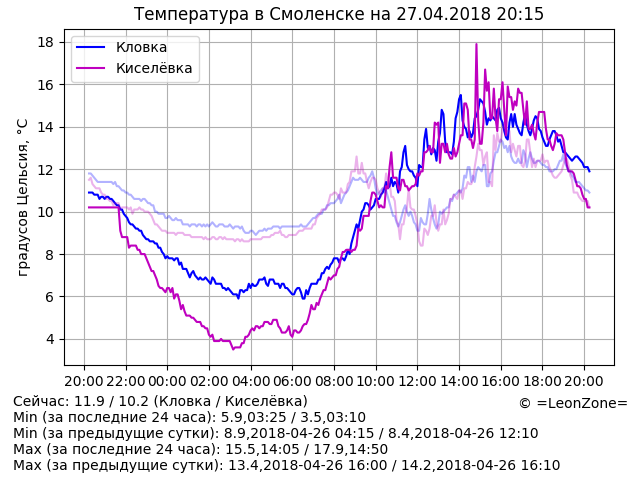 Температура в Смоленске на 27.04.2018 20:15
Кловка
Киселёвка
градусов Цельсия, °C
18
16
14
12
10
8
6
4
20:00 22:00 00:00 02:00 04:00 06:00 08:00 10:00 12:00 14:00 16:00 18:00 20:00
Сейчас: 11.9 / 10.2 (Кловка / Киселёвка)
© =LeonZone=
Min (за последние 24 часа): 5.9,03:25 / 3.5,03:10
Min (за предыдущие сутки): 8.9,2018-04-26 04:15 / 8.4,2018-04-26 12:10
Max (за последние 24 часа): 15.5,14:05 / 17.9,14:50
Max (за предыдущие сутки): 13.4,2018-04-26 16:00 / 14.2,2018-04-26 16:10